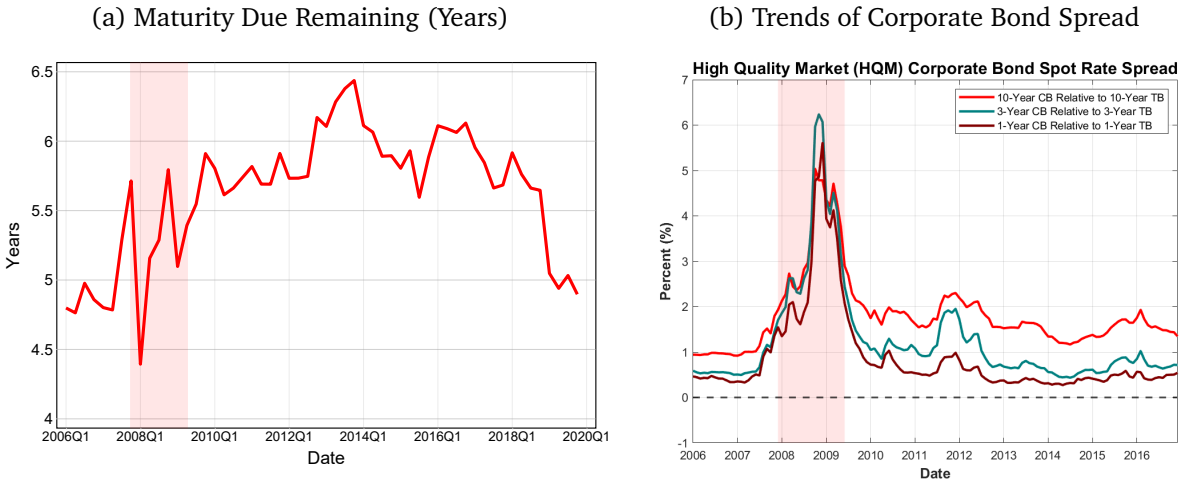 (a) Maturity Due Remaining (Years)
6.5
6
5.5
5
4.5
4
Years
2006Q1 2008Q1 2010Q1 2012Q1 2014Q1 2016Q1 2018Q1 2020Q1
Date
(b) Trends of Corporate Bond Spread
High Quality Market (HQM) Corporate Bond Spot Rate Spread
10-Year CB Relative to 10-Year TB
3-Year CB Relative to 3-Year TB
1-Year CB Relative to 1-Year TB
7
6
5
4
3
2
1
0
-1
Percent (%)
2006 2007 2008 2009 2010 2011 2012 2013 2014 2015 2016
Date